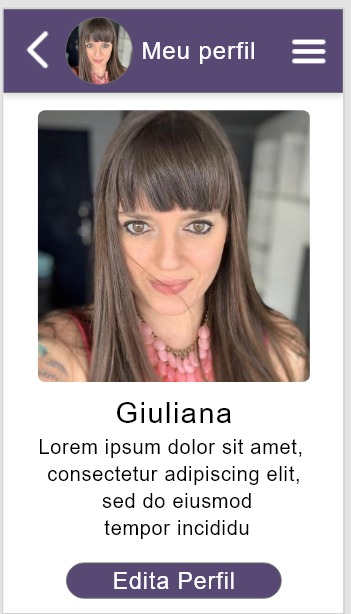 Meu perfil
Giuliana
Lorem ipsum dolor sit amet,
consectetur adipiscing elit,
sed do eiusmod
tempor incididu
Edita Perfil